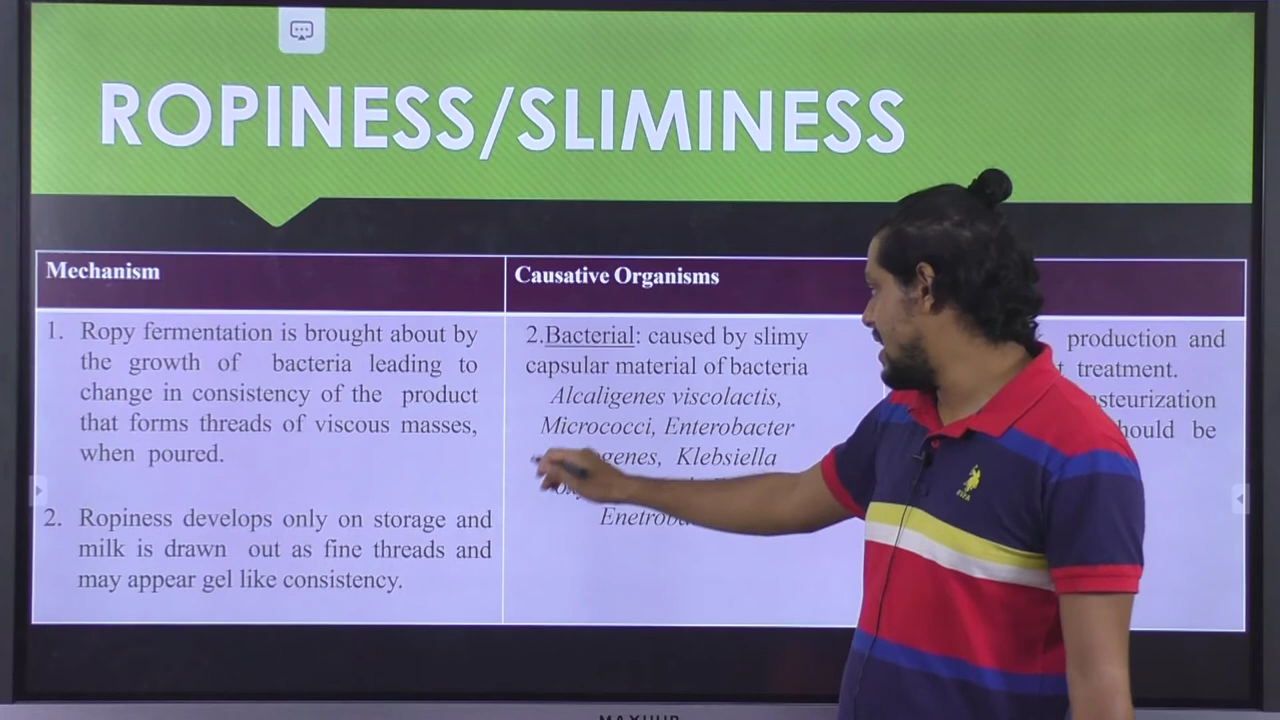 ROPINESS/SLIMINESS
Mechanism
1. Ropy fermentation is brought about by
the growth of bacteria leading to
change in consistency of the product
that forms threads of viscous masses,
when poured.
2. Ropiness develops only on storage and
milk is drawn out as fine threads and
may appear gel like consistency.
Causative Organisms
2.Bacterial: caused by slimy
capsular material of bacteria
Alcaligenes viscolactis,
Micrococci, Enterobacter
Klebsiella
production and
treatment.
should be